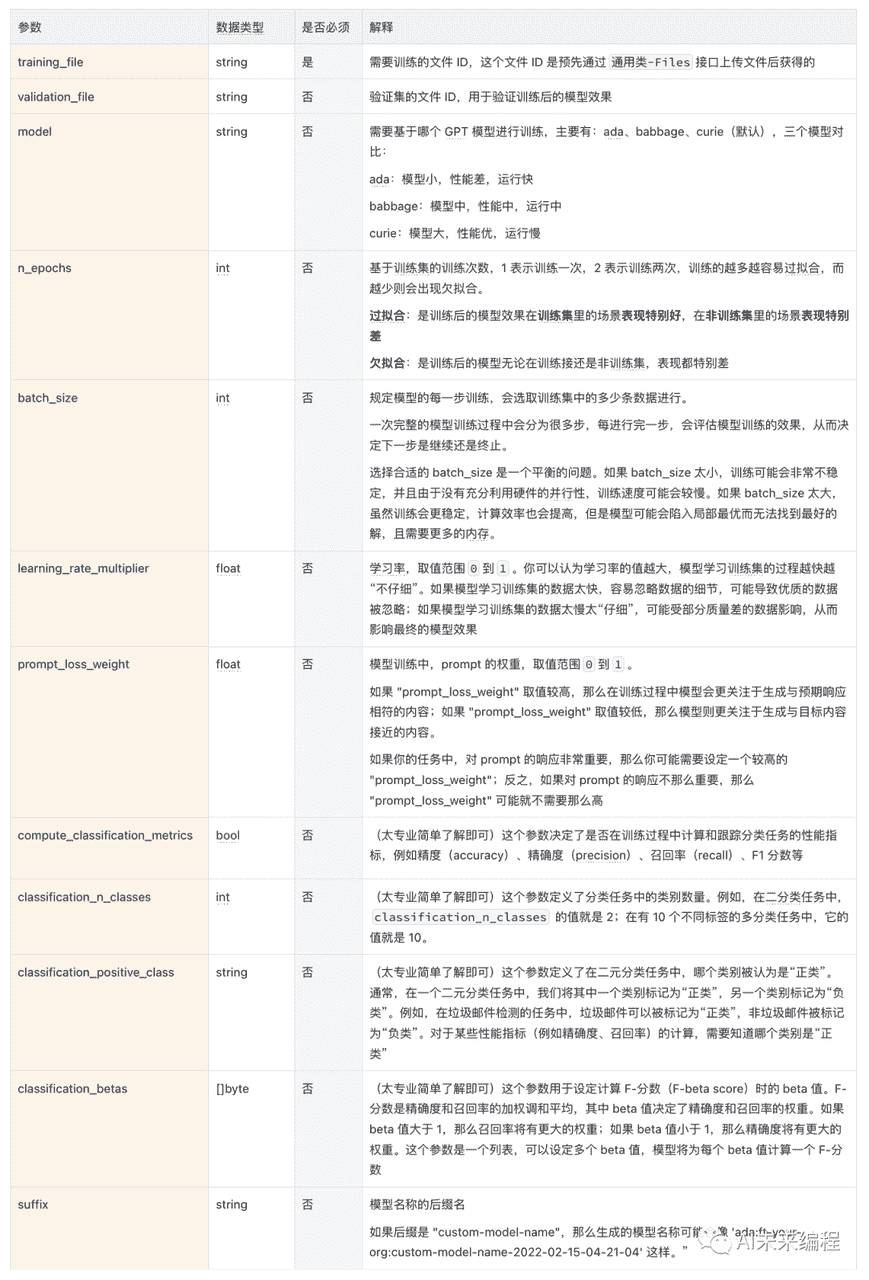 参数 数据类型 是否必须 解释
training_file string 是 需要训练的文件 ID，这个文件 ID 是预先通过 通用类-Files 接口上传文件后获得的
validation_file string 否 验证集的文件 ID，用于验证训练后的模型效果
model string 否 需要基于哪个 GPT 模型进行训练，主要有：ada、babbage、curie（默认），三个模型对
比：
ada：模型小，性能差，运行快
babbage：模型中，性能中，运行中
curie：模型大，性能优，运行慢
n_epochs int 否 基于训练集的训练次数，1 表示训练一次，2 表示训练两次，训练的越多越容易过拟合，而
越少则会出现欠拟合。
过拟合：是训练后的模型效果在训练集里的场景表现特别好，在非训练集里的场景表现特别
差
欠拟合：是训练后的模型无论在训练接还是非训练集，表现都特别差
batch_size int 否 规定模型的每一步训练，会选取训练集中的多少条数据进行。
一次完整的模型训练过程中会分为很多步，每进行完一步，会评估模型训练的效果，从而决
定下一步是继续还是终止。
选择合适的 batch_size 是一个平衡的问题。如果 batch_size 太小，训练可能会非常不稳
定，并且由于没有充分利用硬件的并行性，训练速度可能会较慢。如果 batch_size 太大，
虽然训练会更稳定，计算效率也会提高，但是模型可能会陷入局部最优而无法找到最好的
解，且需要更多的内存。
learning_rate_multiplier float 否 学习率，取值范围 0 到 1 。你可以认为学习率的值越大，模型学习训练集的过程越快越
“不仔细”。如果模型学习训练集的数据太快，容易忽略数据的细节，可能导致优质的数据
被忽略；如果模型学习训练集的数据太慢太“仔细”，可能受部分质量差的数据影响，从而
影响最终的模型效果
prompt_loss_weight float 否 模型训练中，prompt 的权重，取值范围 0 到 1 。
如果 "prompt_loss_weight" 取值较高，那么在训练过程中模型会更关注于生成与预期响应
相符的内容；如果 "prompt_loss_weight" 取值较低，那么模型则更关注于生成与目标内容
接近的内容。
如果你的任务中，对 prompt 的响应非常重要，那么你可能需要设定一个较高的
"prompt_loss_weight"；反之，如果对 prompt 的响应不那么重要，那么
"prompt_loss_weight" 可能就不需要那么高
compute_classification_metrics bool 否 （太专业简单了解即可）这个参数决定了是否在训练过程中计算和跟踪分类任务的性能指
标，例如精度（accuracy）、精确度（precision）、召回率（recall）、F1 分数等
classification_n_classes int 否 （太专业简单了解即可）这个参数定义了分类任务中的类别数量。例如，在二分类任务中，
classification_n_classes 的值就是 2；在有 10 个不同标签的多分类任务中，它的
值就是 10。
classification_positive_class string 否 （太专业简单了解即可）这个参数定义了在二元分类任务中，哪个类别被认为是“正类”。
通常，在一个二元分类任务中，我们将其中一个类别标记为“正类”，另一个类别标记为“负
类”。例如，在垃圾邮件检测的任务中，垃圾邮件可以被标记为“正类”，非垃圾邮件被标记
为“负类”。对于某些性能指标（例如精确度、召回率）的计算，需要知道哪个类别是“正
类”
classification_betas []byte 否 （太专业简单了解即可）这个参数用于设定计算 F-分数（F-beta score）时的 beta 值。F-
分数是精确度和召回率的加权调和平均，其中 beta 值决定了精确度和召回率的权重。如果
beta 值大于 1，那么召回率将有更大的权重；如果 beta 值小于 1，那么精确度将有更大的
权重。这个参数是一个列表，可以设定多个 beta 值，模型将为每个 beta 值计算一个 F-分
数
suffix string 否 模型名称的后缀名
如果后缀是 "custom-model-name"，那么生成的模型名称可能 像 'ada:ft-your-
org:custom-model-name-2022-02-15-04-21-04' 这样。”
AI未来编程